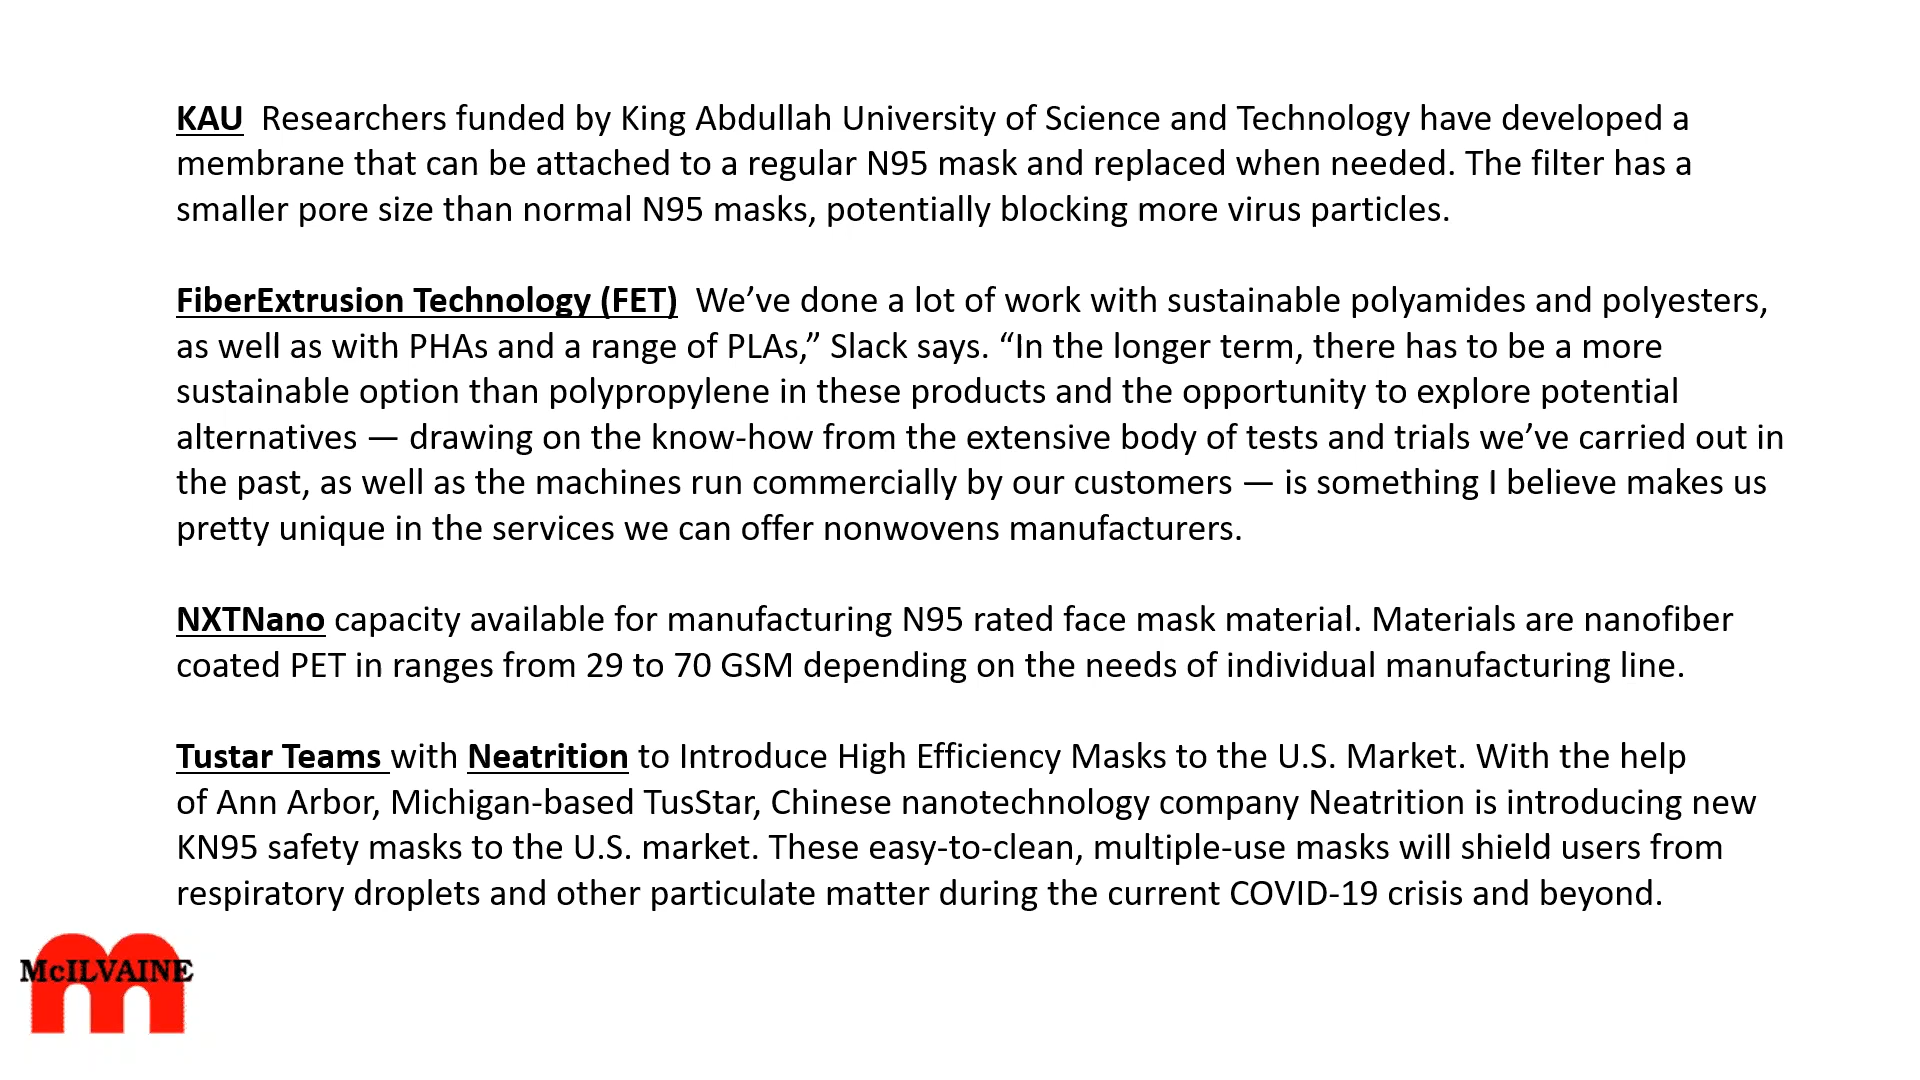 KAU  Researchers funded by King Abdullah University of Science and Technology have developed a
membrane that can be attached to a regular N95 mask and replaced when needed. The filter has a
smaller pore size than normal N95 masks, potentially blocking more virus particles.
FiberExtrusion Technology (FET)  We’ve done a lot of work with sustainable polyamides and polyesters,
as well as with PHAs and a range of PLAs,” Slack says. “In the longer term, there has to be a more
sustainable option than polypropylene in these products and the opportunity to explore potential
alternatives — drawing on the know-how from the extensive body of tests and trials we’ve carried out in
the past, as well as the machines run commercially by our customers — is something I believe makes us
pretty unique in the services we can offer nonwovens manufacturers.
NXTNano capacity available for manufacturing N95 rated face mask material. Materials are nanofiber
coated PET in ranges from 29 to 70 GSM depending on the needs of individual manufacturing line.
Tustar Teams with Neatrition to Introduce High Efficiency Masks to the U.S. Market. With the help
of Ann Arbor, Michigan-based TusStar, Chinese nanotechnology company Neatrition is introducing new
KN95 safety masks to the U.S. market. These easy-to-clean, multiple-use masks will shield users from
respiratory droplets and other particulate matter during the current COVID-19 crisis and beyond.
McILVAINE